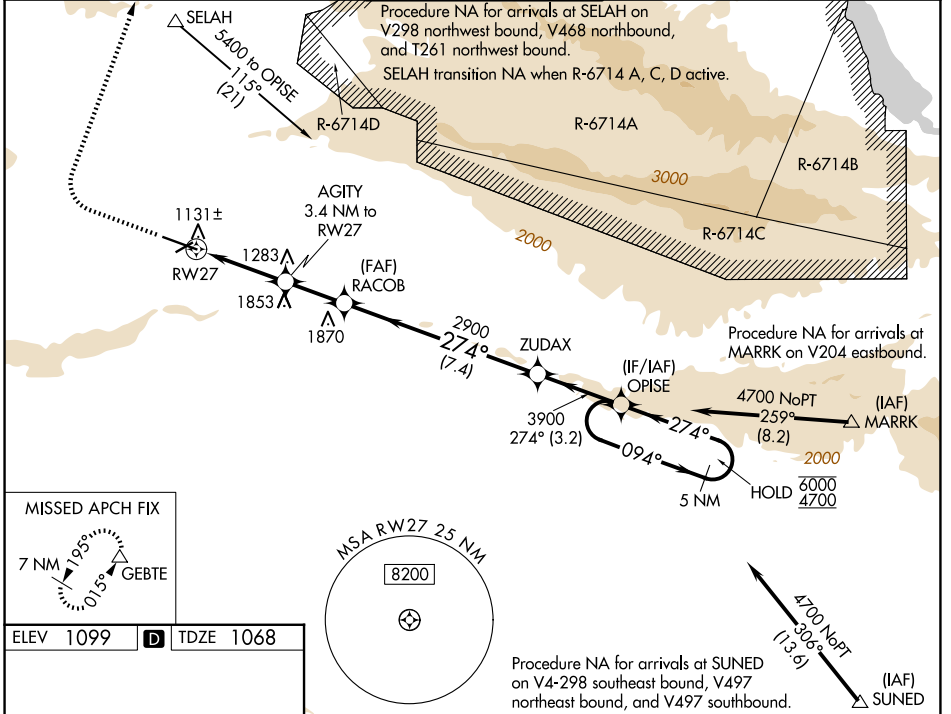 Procedure NA for arrivals at SELAH on
V298 northwest bound, V468 northbound,
and T261 northwest bound.
SELAH transition NA when R-6714 A, C, D active.
SELAH
5400 to OPISE
115°
(21)
R-6714D
R-6714A
R-6714B
3000
R-6714C
2000
AGITY
3.4 NM to
RW27
1131±
RW27
1283
1853
(FAF)
RACOB
1870
2900
274°
(7.4)
ZUDAX
(IF/IAF)
OPISE
3900
274° (3.2)
Procedure NA for arrivals at
MARRK on V204 eastbound.
4700 NoPT
259°
(8.2)
(IAF)
MARRK
274°
094°
2000
5 NM
HOLD
6000
4700
MISSED APCH FIX
7 NM
195°
015°
GEBTE
MSA RW27 25 NM
8200
4700 NoPT
306°
(13.6)
(IAF)
SUNED
ELEV 1099
D
TDZE 1068
Procedure NA for arrivals at SUNED
on V4-298 southeast bound, V497
northeast bound, and V497 southbound.